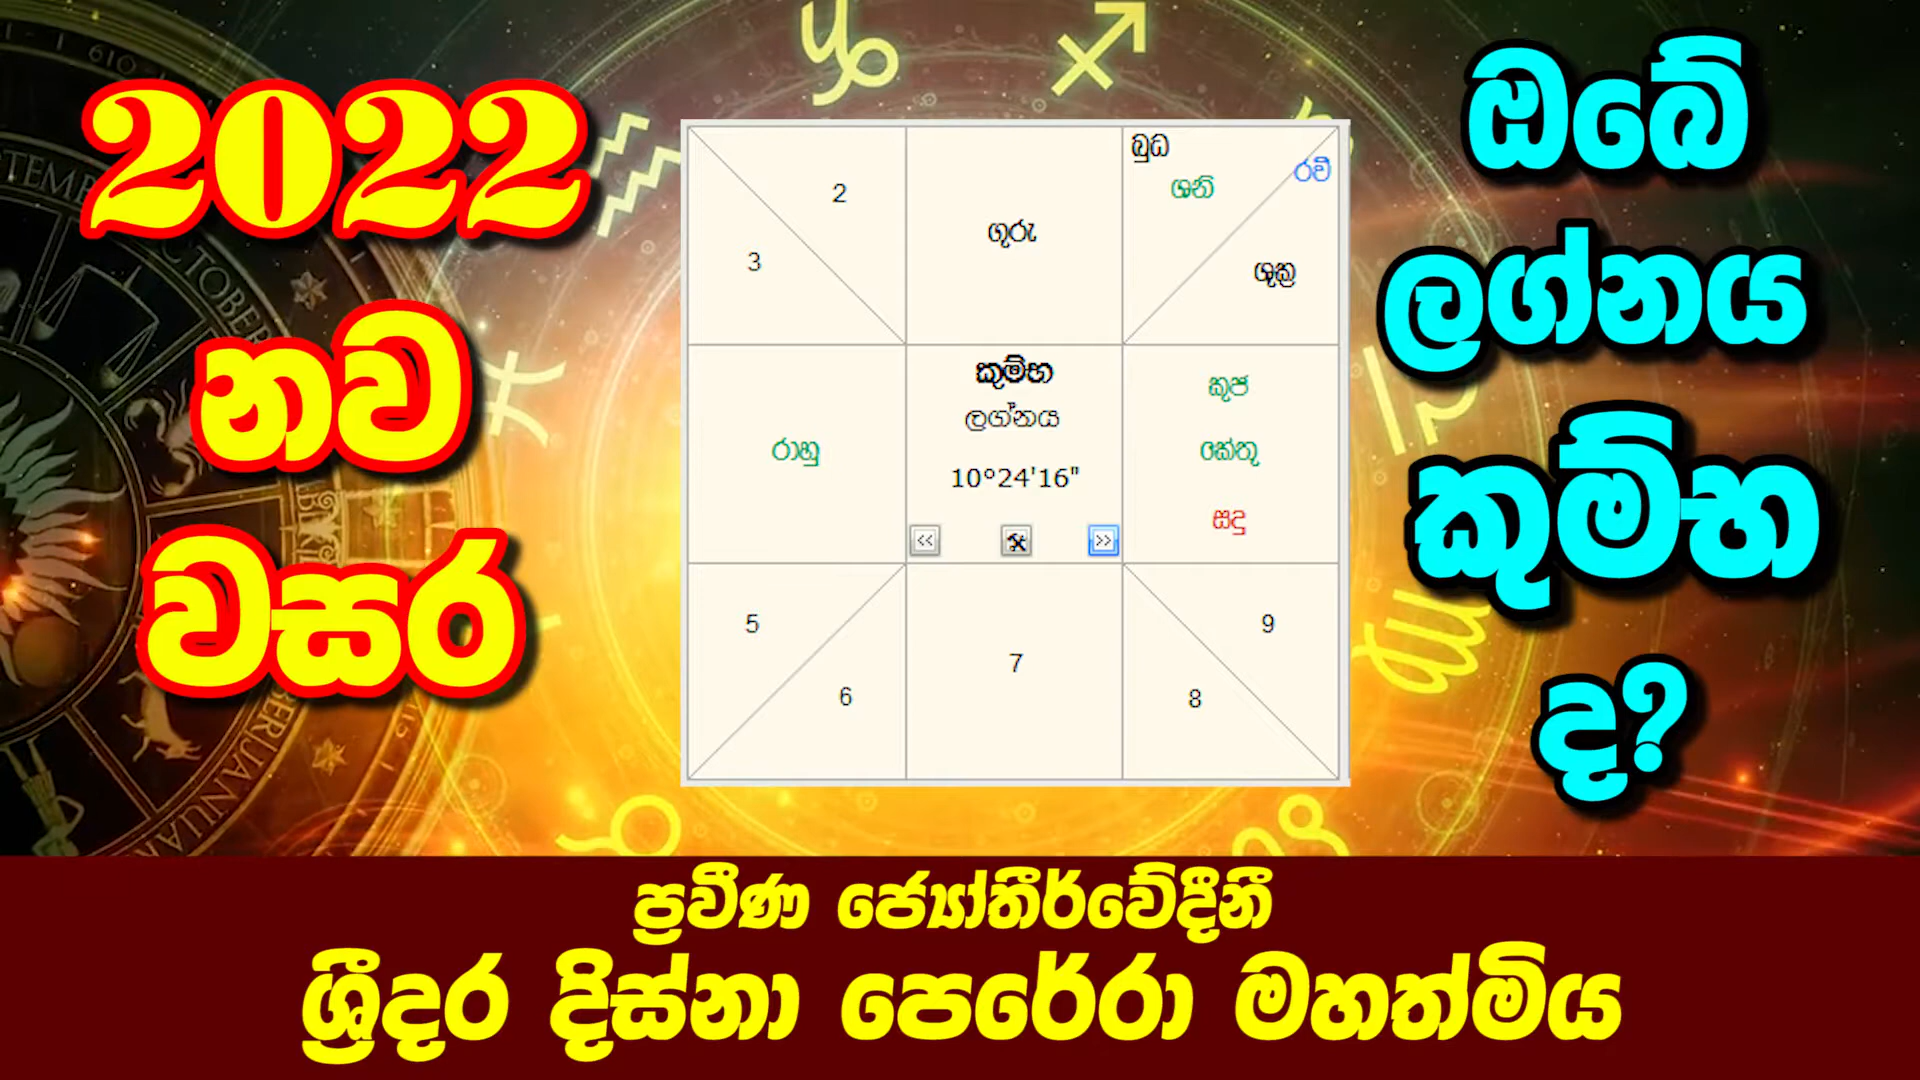 2022
නව
වසර
2
3
ගුරු
බුධ
රවි
ශනි
ශුක්‍ර
රාහු
කුම්භ
ලග්නය
10°24'16"
<<
>>
කුජ
කේතු
සඳු
5
6
7
8
9
ඔබේ
ලග්නය
කුම්භ
ද?
ප්‍රවීණ ජ්‍යෝතීර්වේදීනී
ශ්‍රීදර දිස්නා පෙරේරා මහත්මිය